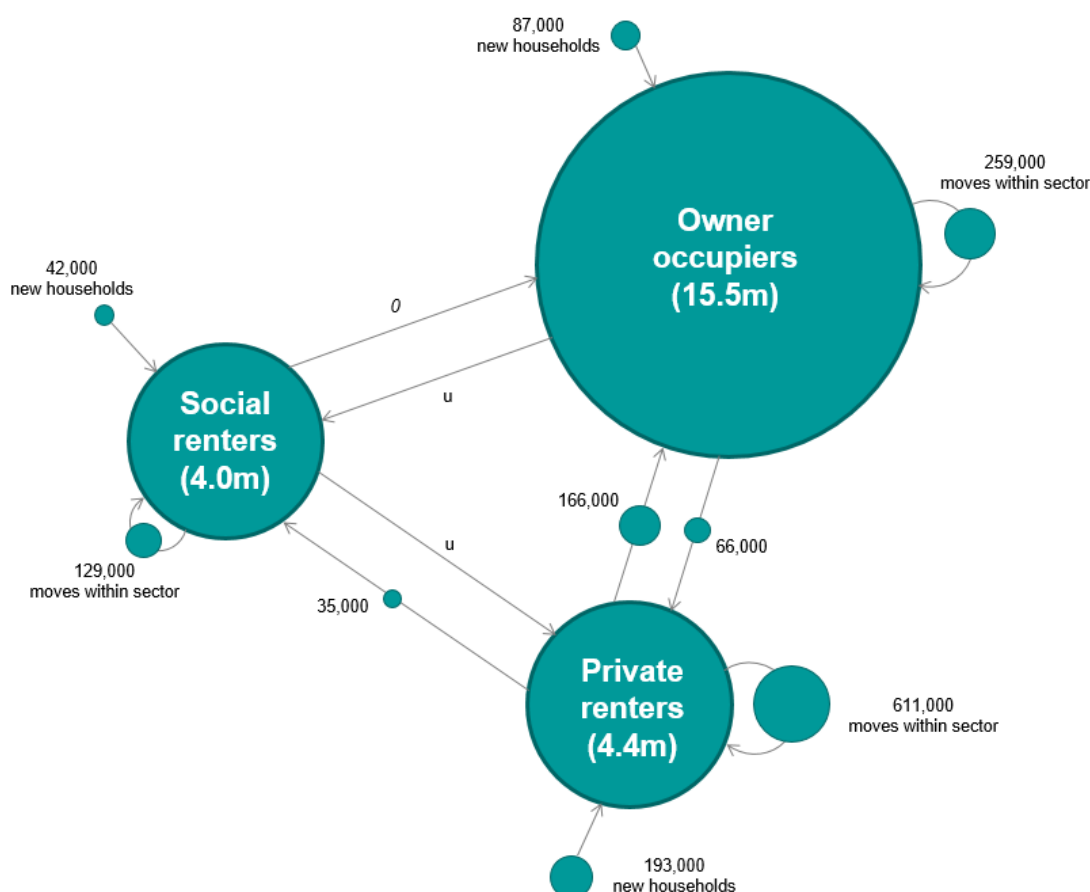 87,000
new households
Owner
occupiers
(15.5m)
259,000
moves within sector
42,000
new households
0
u
Social
renters
(4.0m)
129,000
moves within sector
u
35,000
166,000
66,000
Private
renters
(4.4m)
611,000
moves within sector
193,000
new households